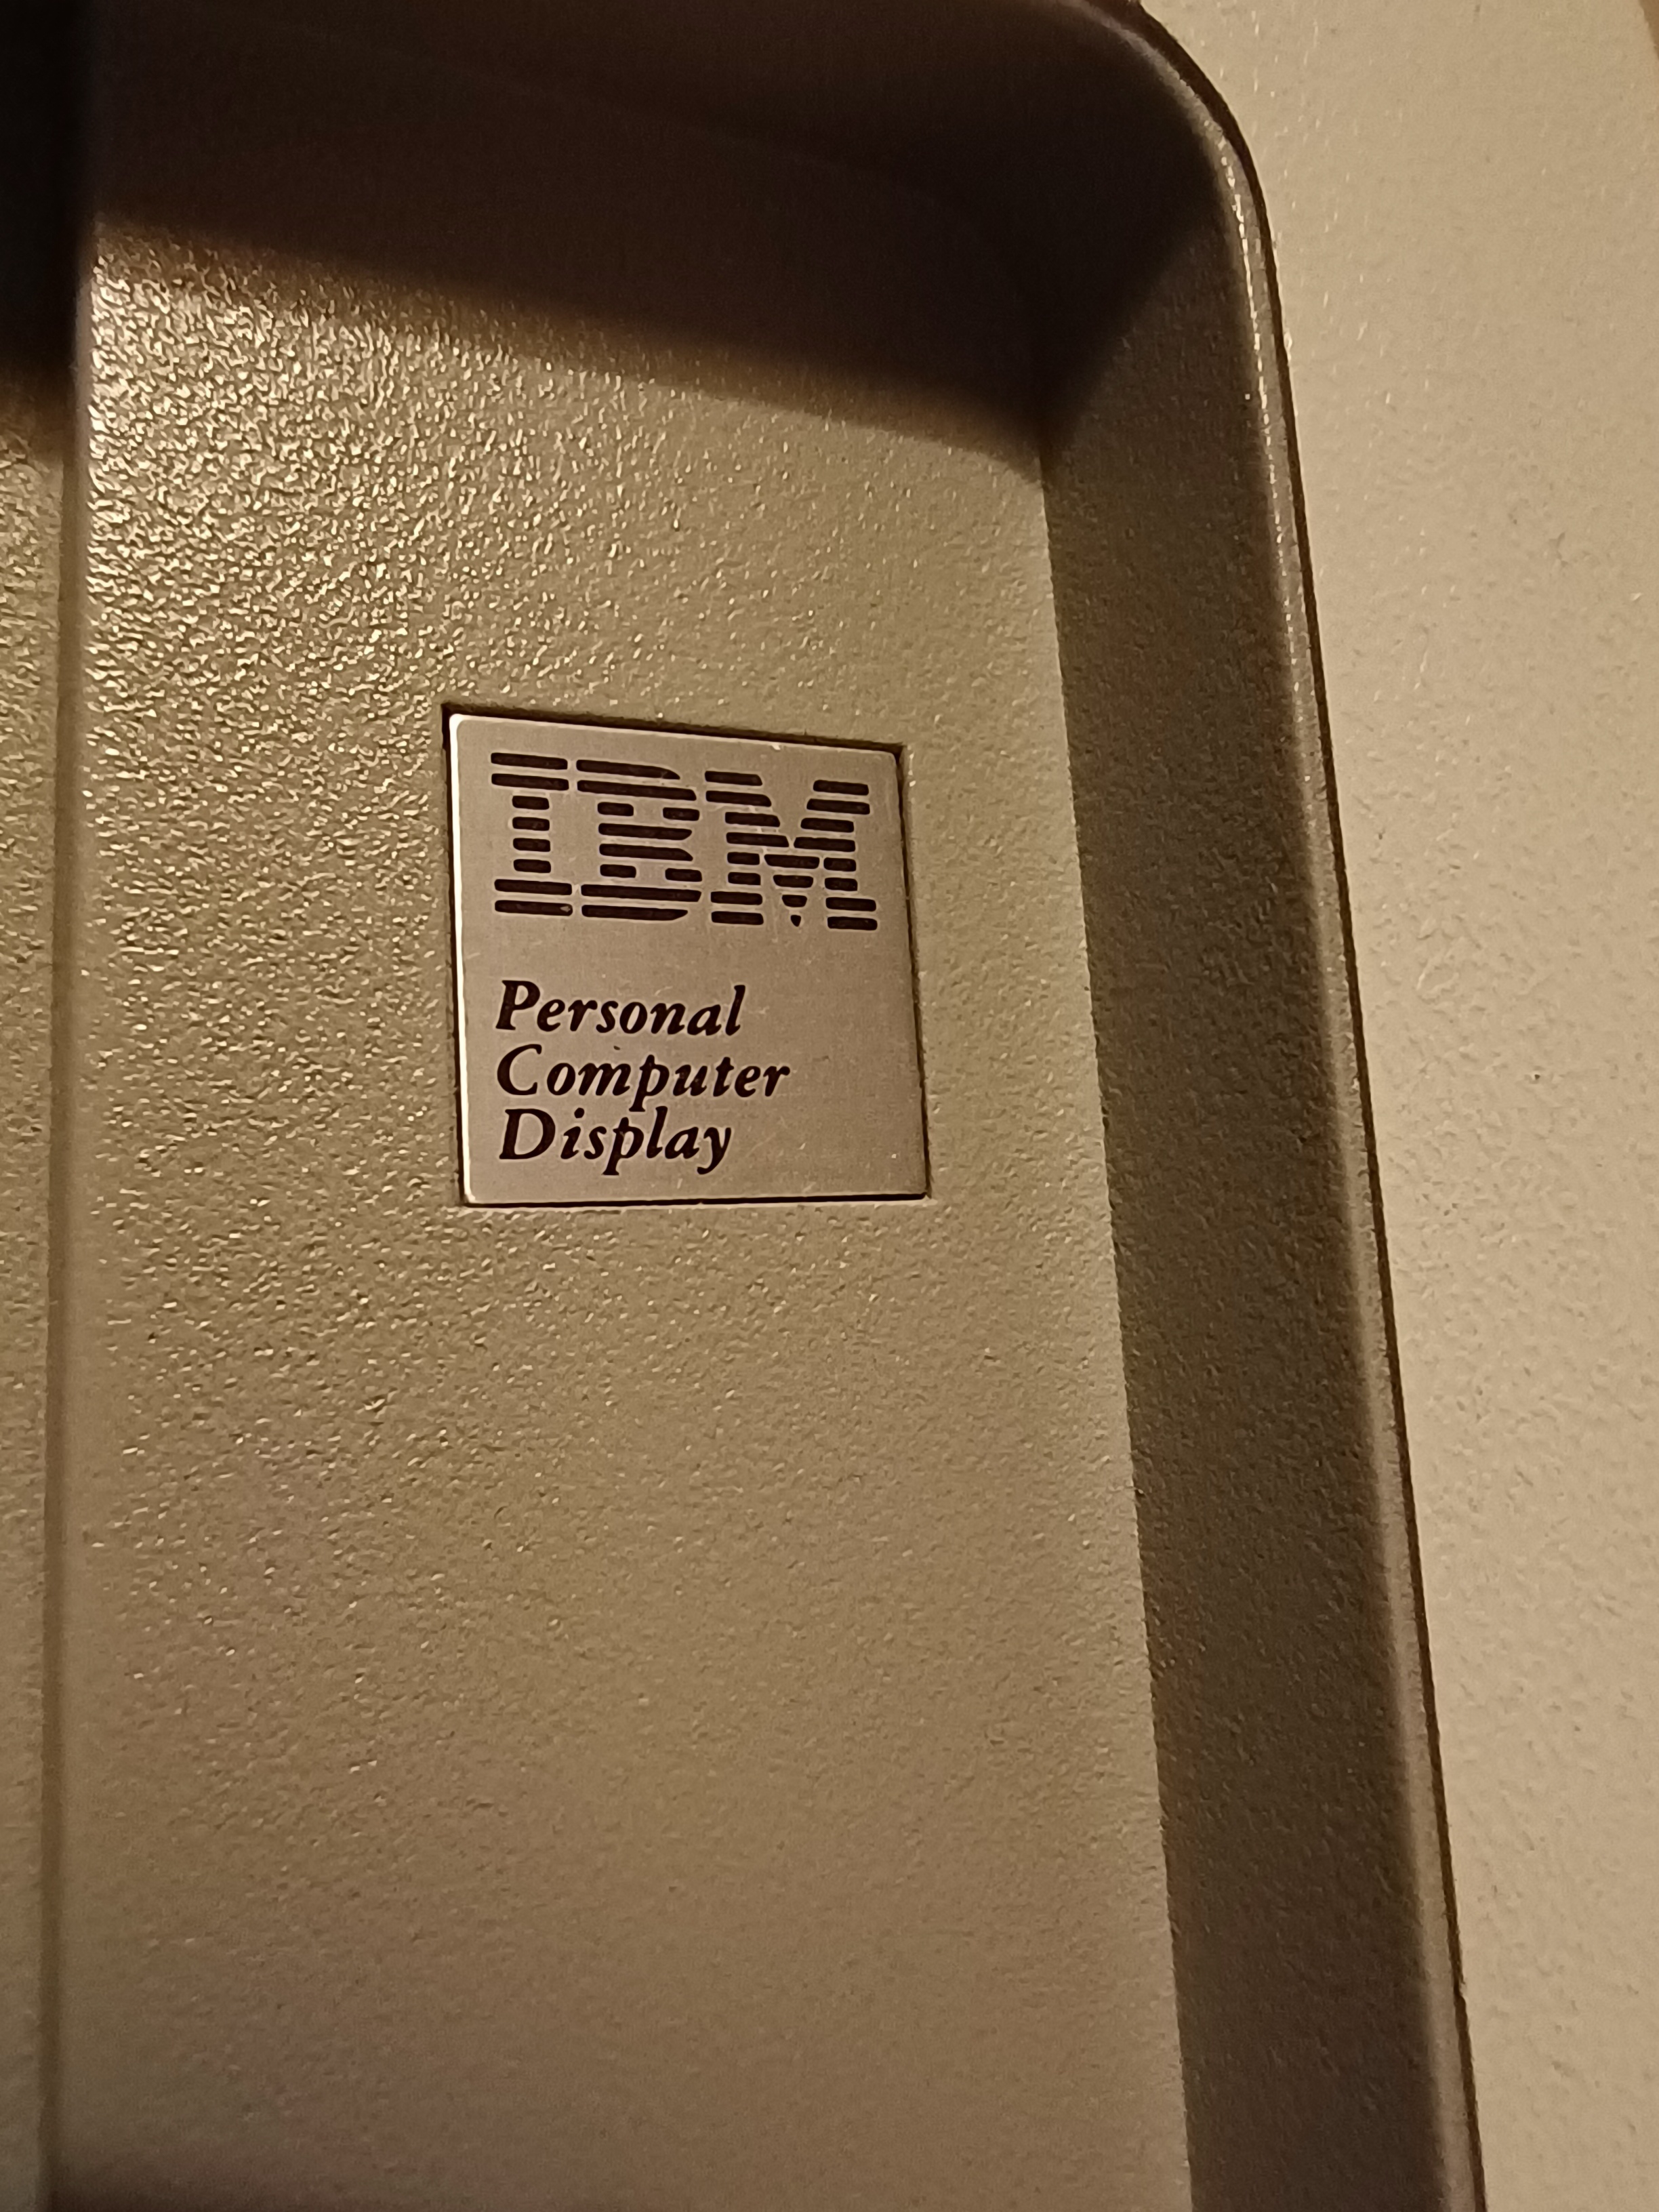 IBM
Personal
Computer
Display